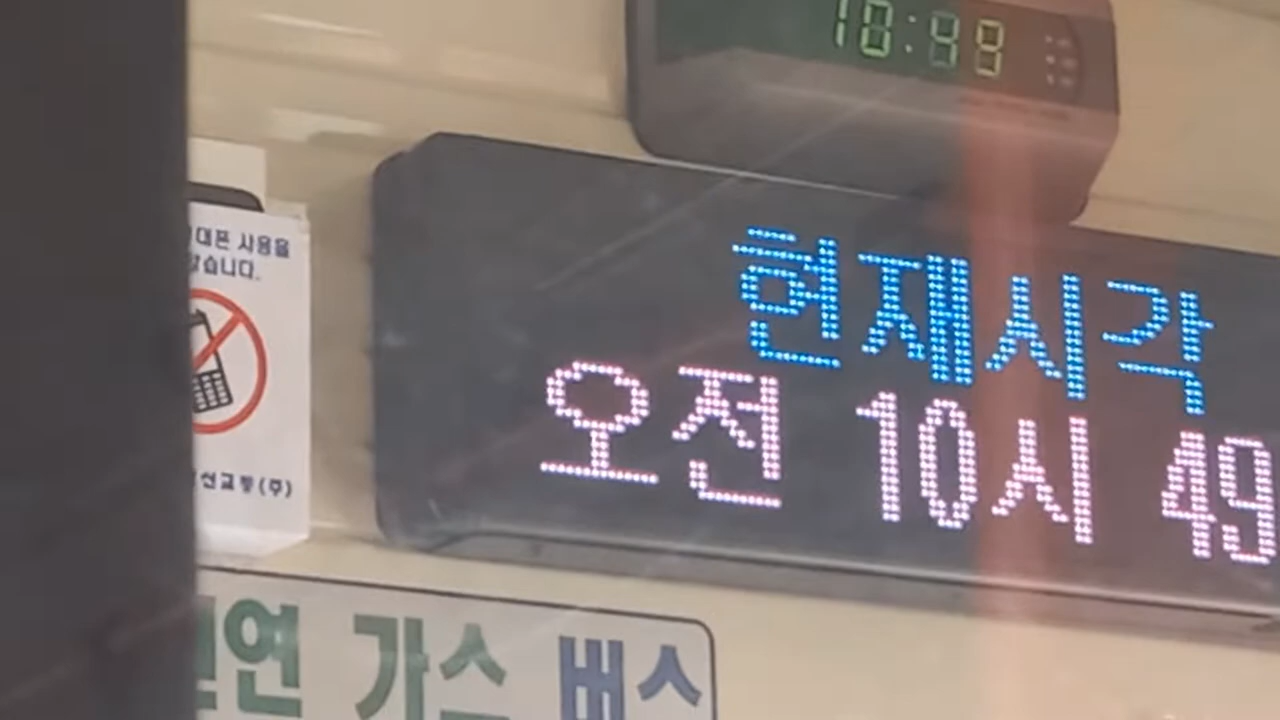 10:49
현재시각
오전 10시 49
대폰 사용을
습니다.
선교통(주)
연 가스 버스